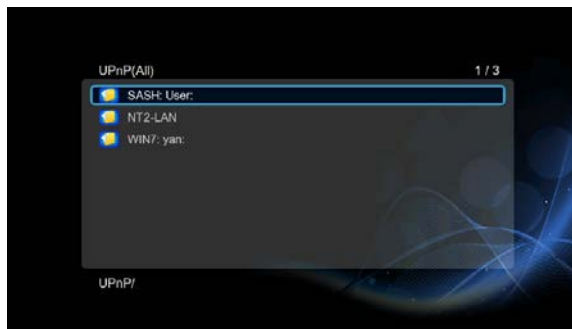 UPnP(All) 1 / 3
SASH: User:
NT2-LAN
WIN7: yan:
UPnP/